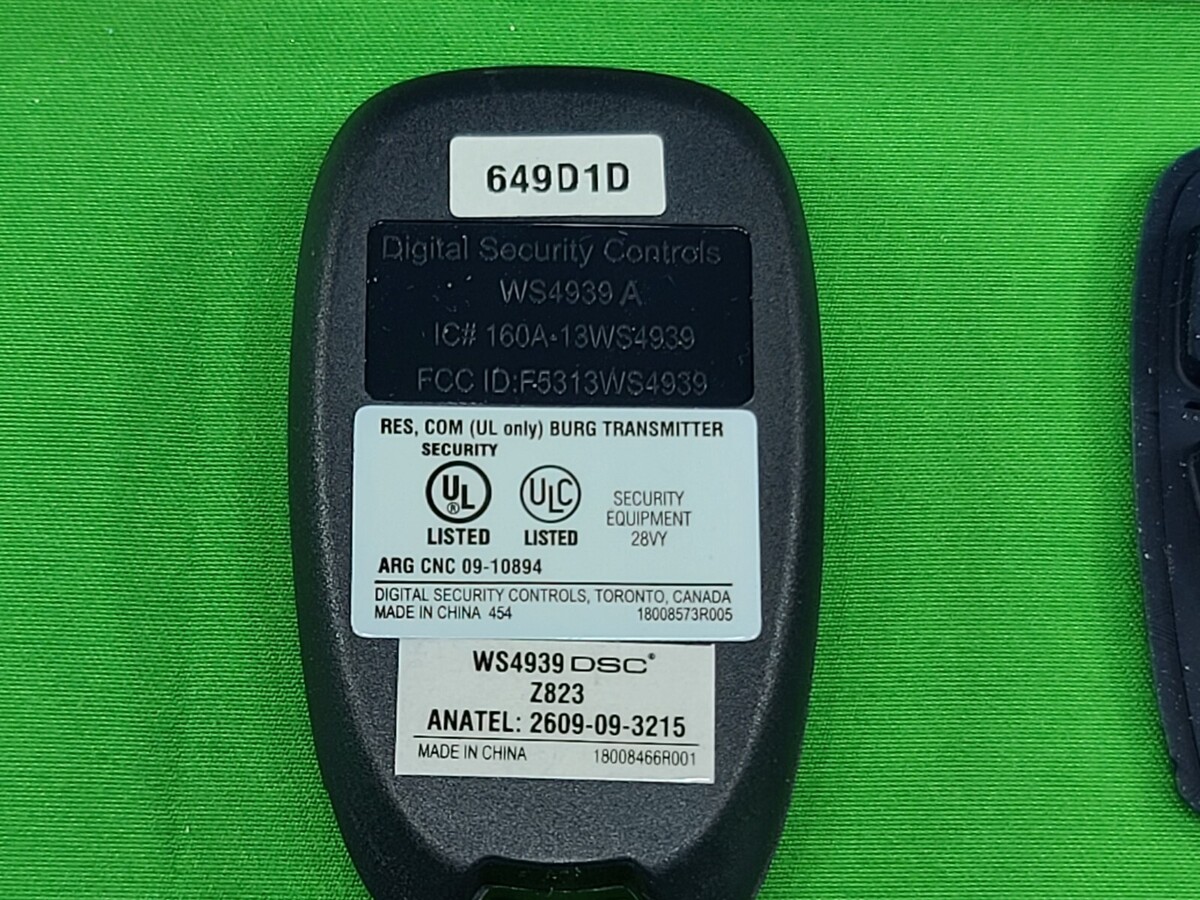 649D1D
Digital Security Controls
WS4939 A
IC# 160A-13WS4939
FCC ID:F5313WS4939
RES, COM (UL only) BURG TRANSMITTER
SECURITY
UL ®
LISTED
ULC
LISTED
SECURITY
EQUIPMENT
28VY
ARG CNC 09-10894
DIGITAL SECURITY CONTROLS, TORONTO, CANADA
MADE IN CHINA 454 18008573R005
WS4939 DSC®
Z823
ANATEL: 2609-09-3215
MADE IN CHINA 18008466R001